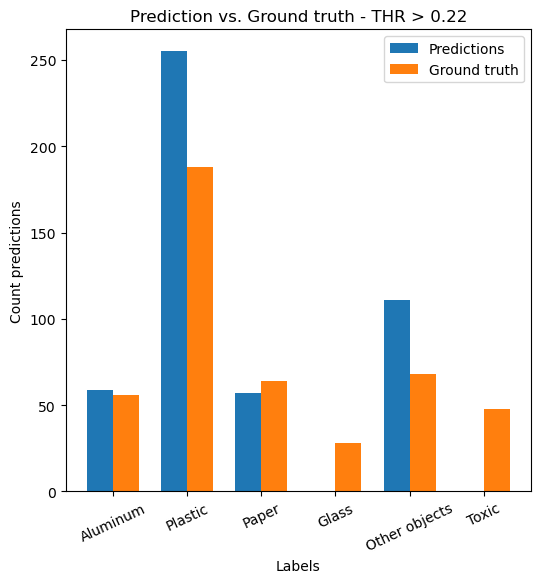 Prediction vs. Ground truth - THR > 0.22
Predictions
Ground truth
Count predictions
250
200
150
100
50
0
Aluminum
Plastic
Paper
Glass
Other objects
Toxic
Labels